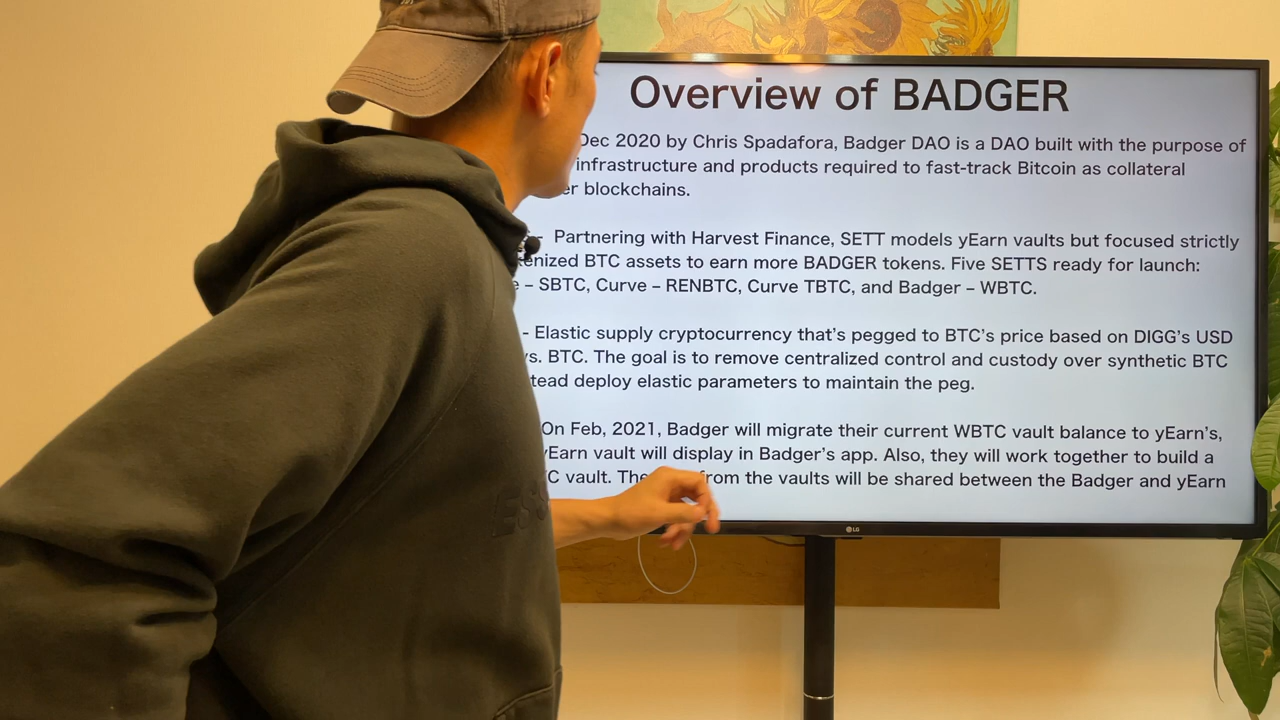 Overview of BADGER
Dec 2020 by Chris Spadafora, Badger DAO is a DAO built with the purpose of
infrastructure and products required to fast-track Bitcoin as collateral
blockchains.
– Partnering with Harvest Finance, SETT models yEarn vaults but focused strictly
BTC assets to earn more BADGER tokens. Five SETTS ready for launch:
– SBTC, Curve – RENBTC, Curve TBTC, and Badger – WBTC.
- Elastic supply cryptocurrency that's pegged to BTC's price based on DIGG's USD
vs. BTC. The goal is to remove centralized control and custody over synthetic BTC
deploy elastic parameters to maintain the peg.
On Feb, 2021, Badger will migrate their current WBTC vault balance to yEarn's,
yEarn vault will display in Badger's app. Also, they will work together to build a
vault. from the vaults will be shared between the Badger and yEarn
LG